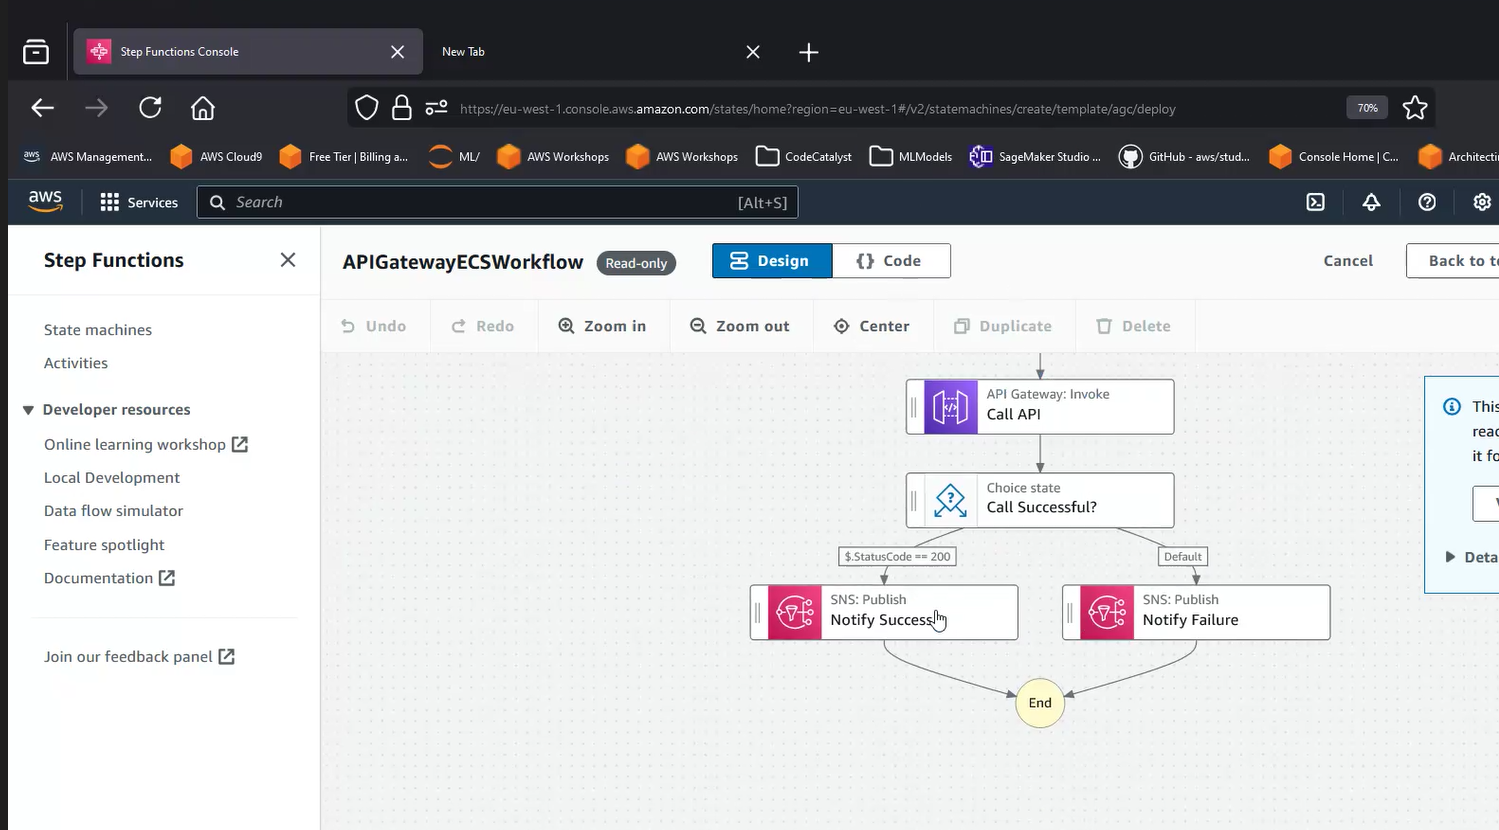 Step Functions Console
New Tab
https://eu-west-1.console.aws.amazon.com/states/home?region=eu-west-1#/v2/statemachines/create/template/agc/deploy
70%
aws
AWS Management...
AWS Cloud9
Free Tier | Billing a...
ML/
AWS Workshops
AWS Workshops
CodeCatalyst
MLModels
SageMaker Studio ...
GitHub - aws/stud...
Console Home | C...
Architectin
aws
Services
Search
[Alt+S]
Step Functions
State machines
Activities
Developer resources
Online learning workshop
Local Development
Data flow simulator
Feature spotlight
Documentation
Join our feedback panel
APIGatewayECSWorkflow
Read-only
Design
{} Code
Cancel
Back to te
Undo
Redo
Zoom in
Zoom out
Center
Duplicate
Delete
API Gateway: Invoke
Call API
Choice state
Call Successful?
$.StatusCode == 200
Default
SNS: Publish
Notify Success
SNS: Publish
Notify Failure
End
This
reac
it fo
Deta